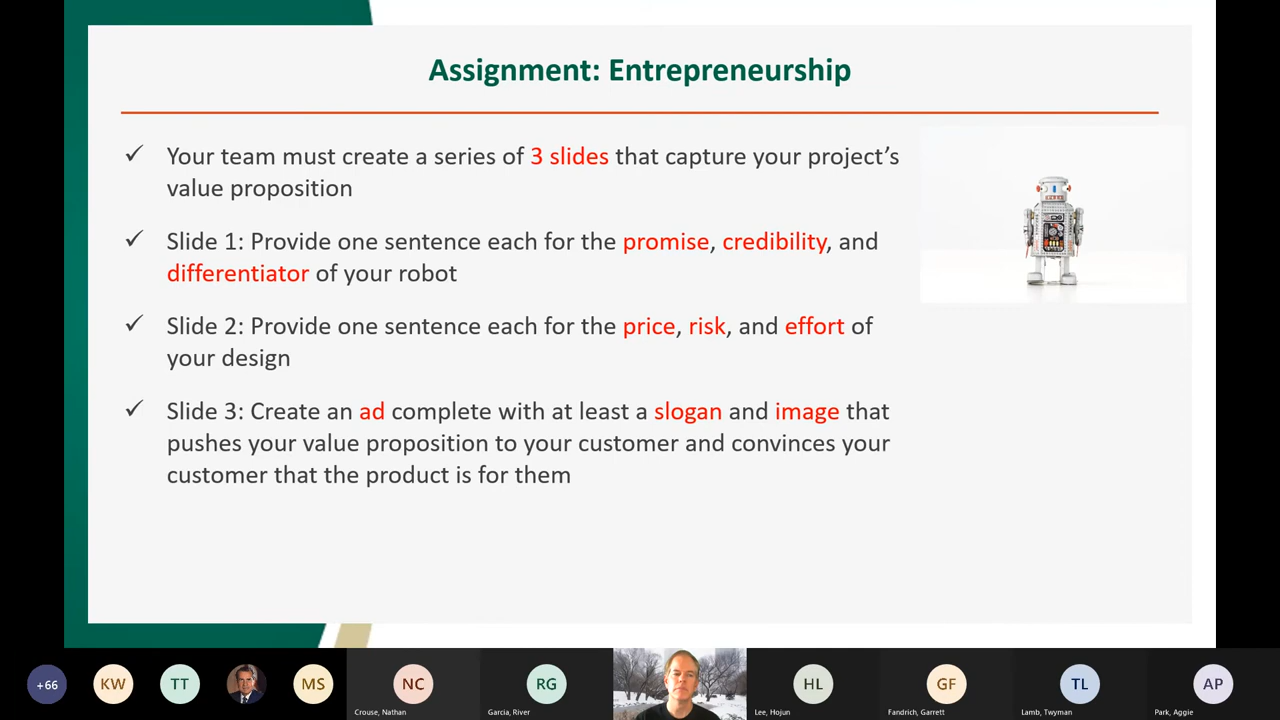 Assignment: Entrepreneurship
Your team must create a series of 3 slides that capture your project’s
value proposition
Slide 1: Provide one sentence each for the promise, credibility, and
differentiator of your robot
Slide 2: Provide one sentence each for the price, risk, and effort of
your design
Slide 3: Create an ad complete with at least a slogan and image that
pushes your value proposition to your customer and convinces your
customer that the product is for them
+66
KW
TT
MS
NC
Crouse, Nathan
RG
Garcia, River
HL
Lee, Hojun
GF
Fandrich, Garrett
TL
Lamb, Twyman
AP
Park, Aggie